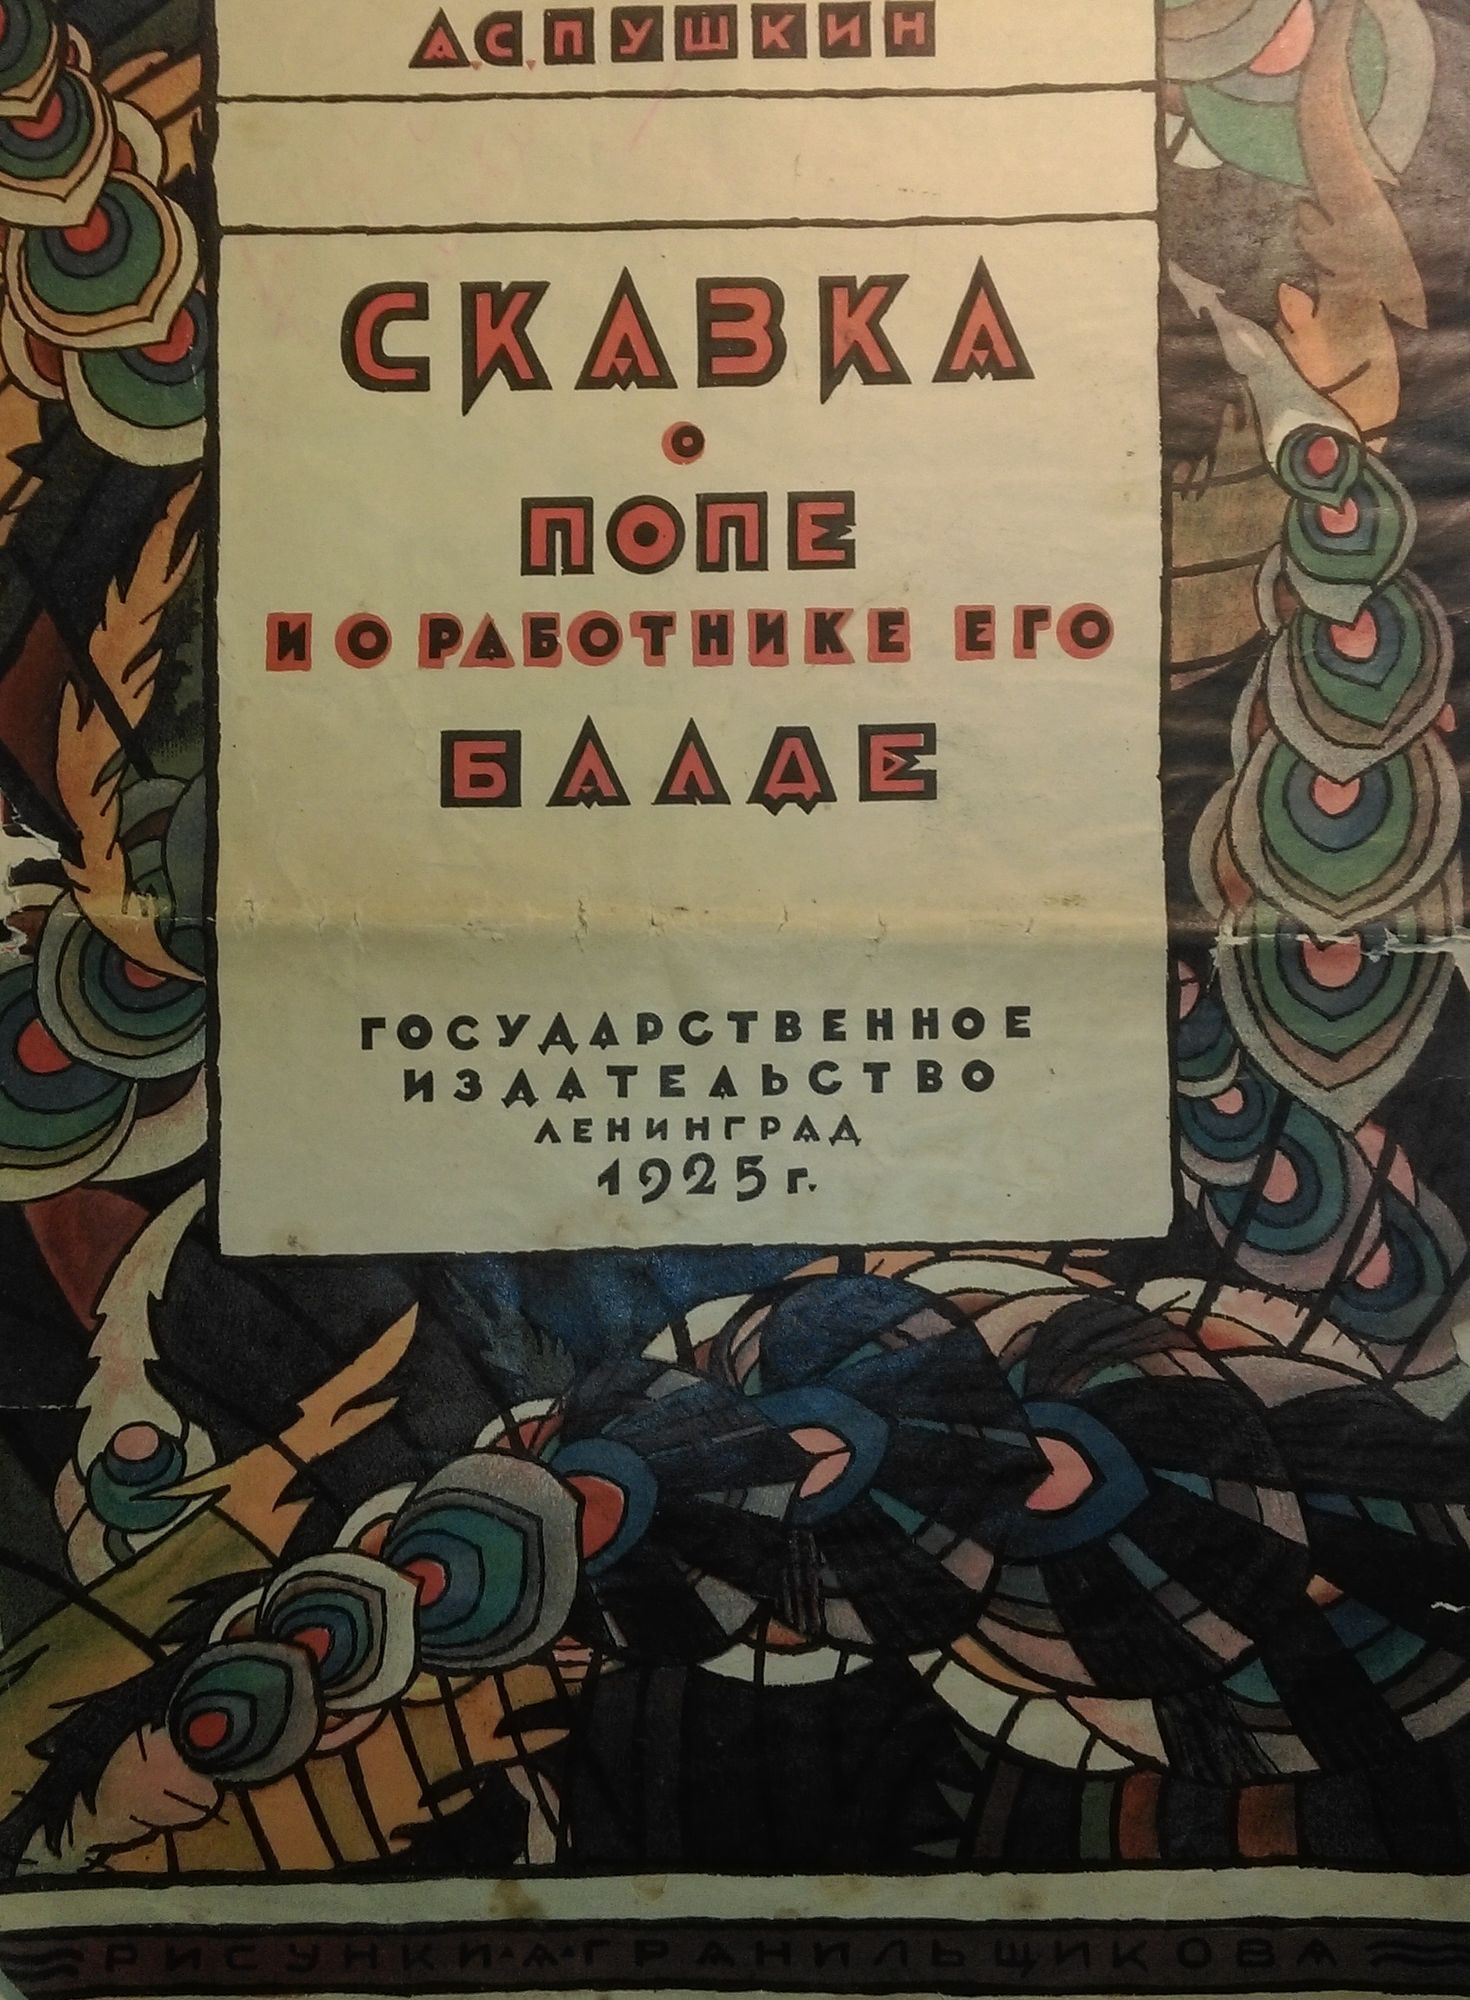 А.С.ПУШКИН
СКАЗКА
О
ПОПЕ
И О РАБОТНИКЕ ЕГО
БАЛДЕ
ГОСУДАРСТВЕННОЕ
ИЗДАТЕЛЬСТВО
ЛЕНИНГРАД
1925 г.
РИСУНКИ·А·ГРАНИЛЬЩИКОВА